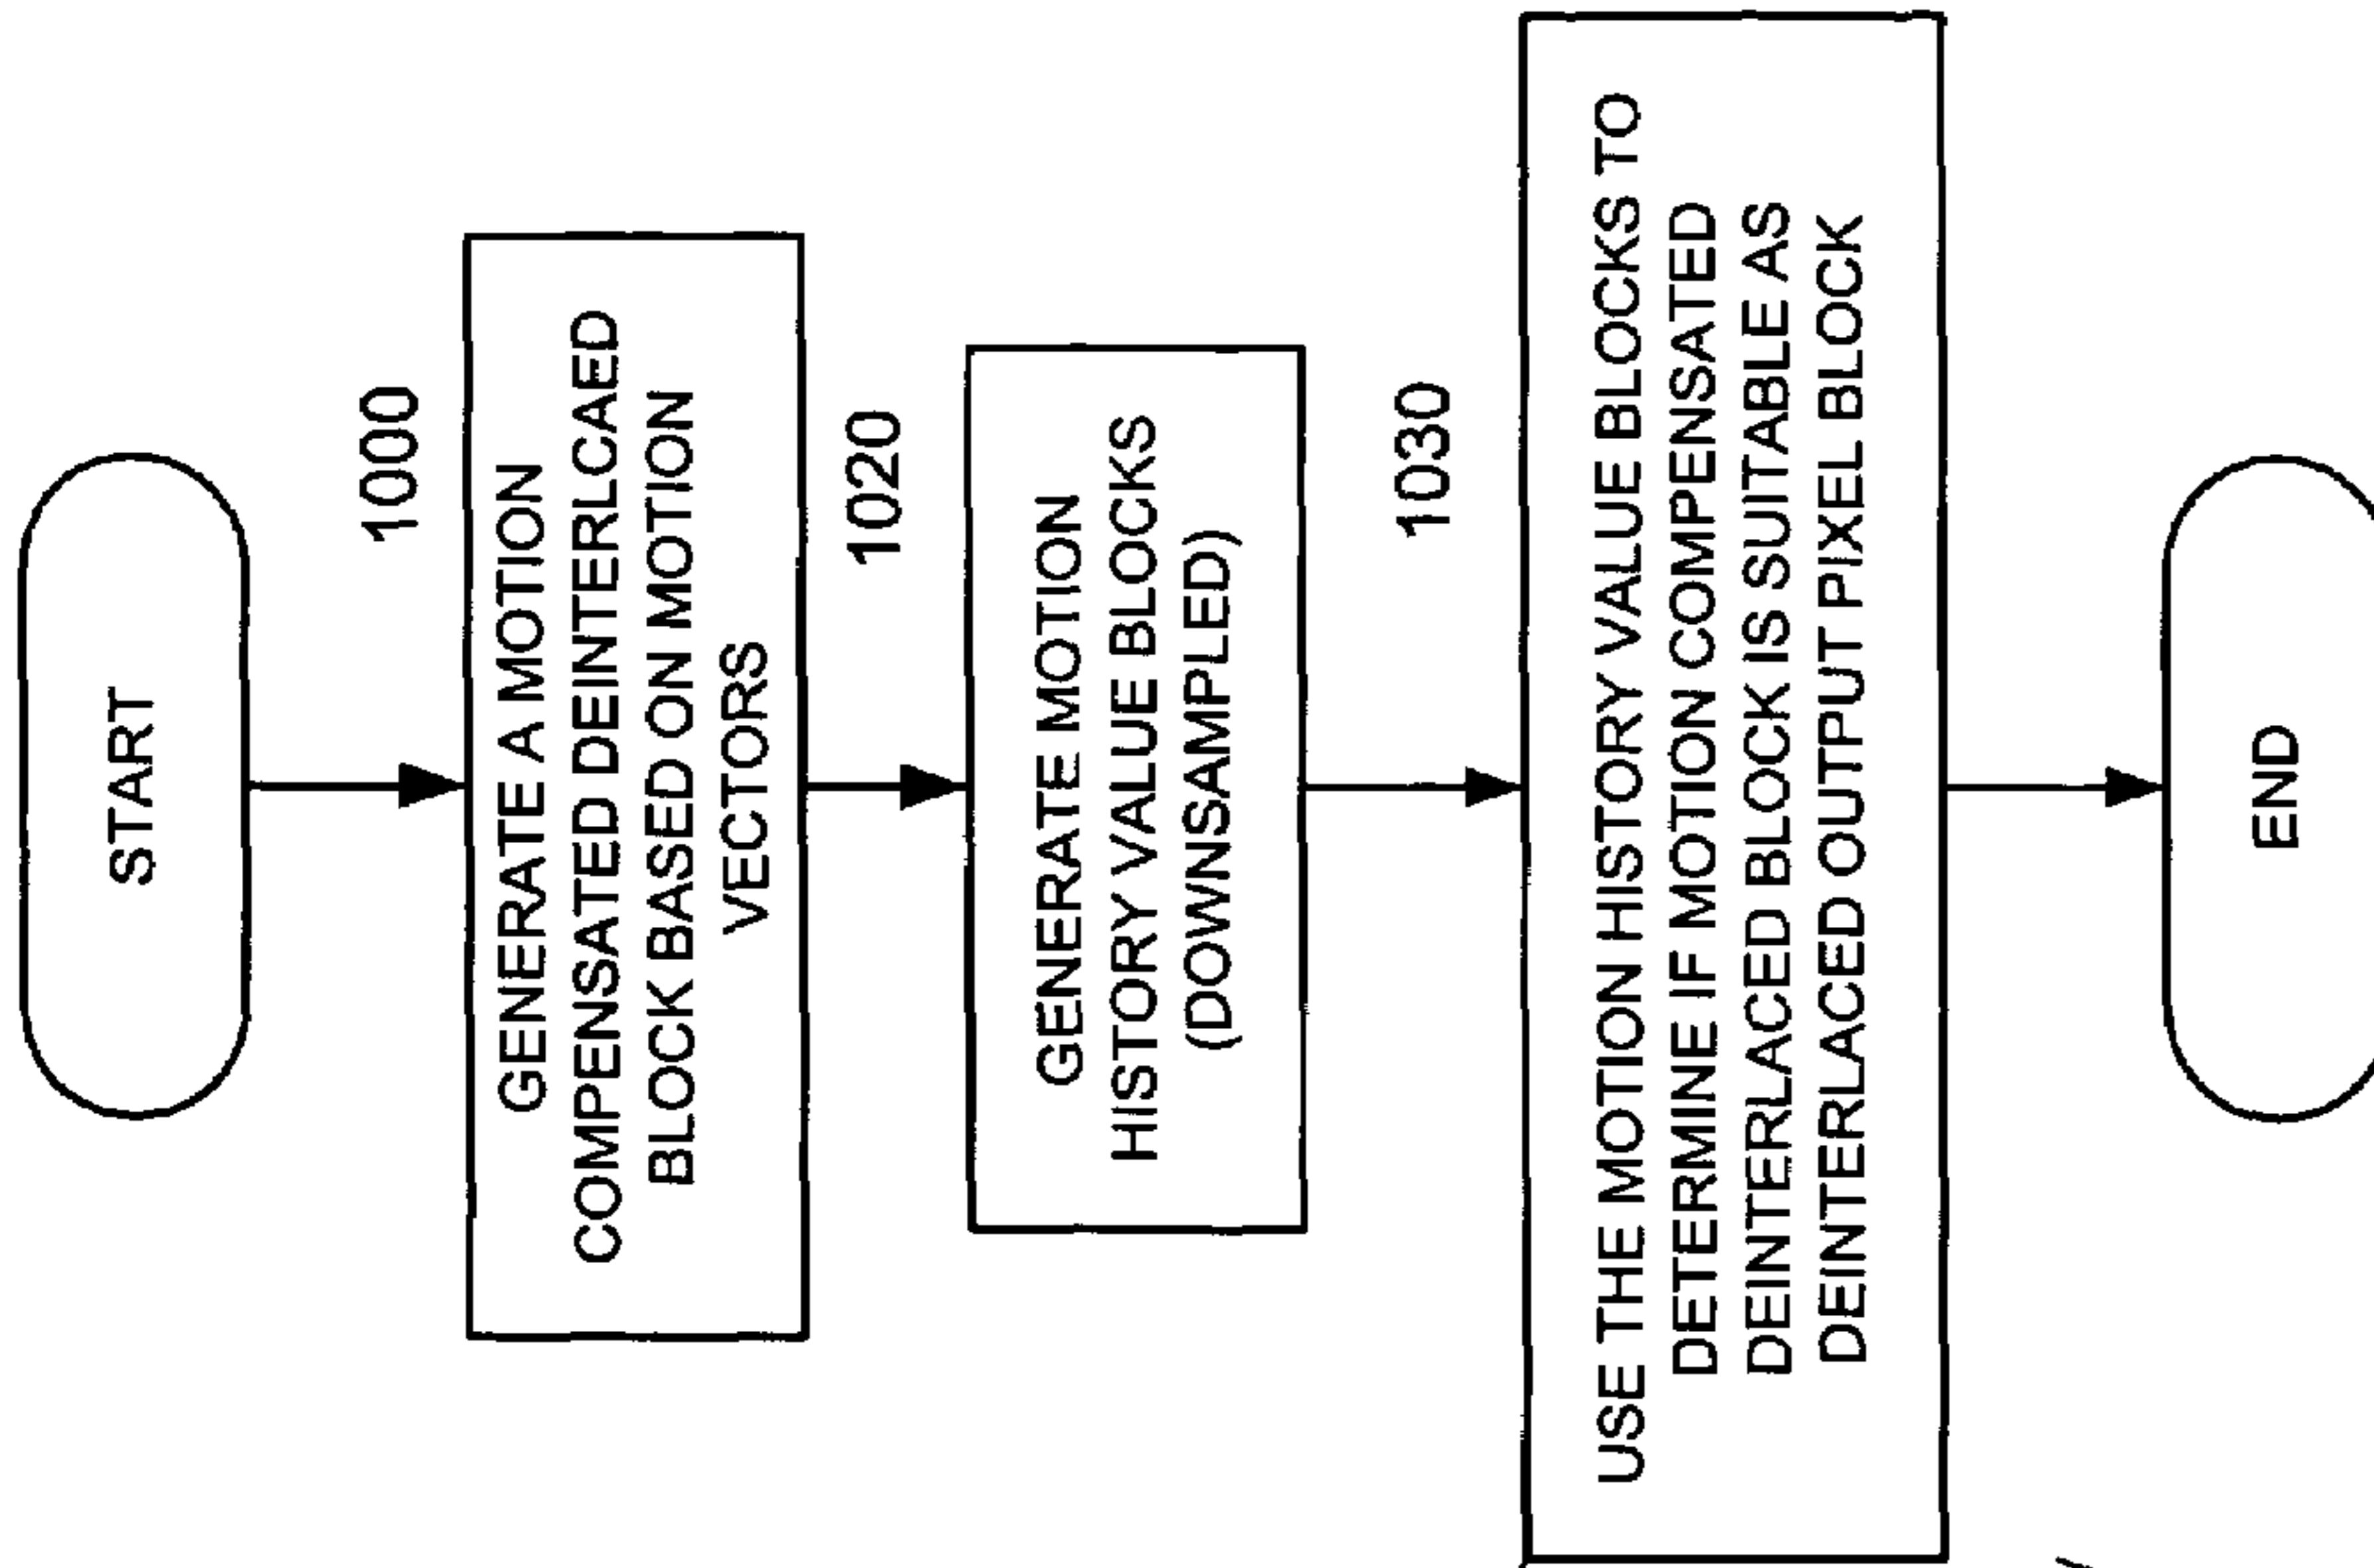 START
1000
GENERATE A MOTION
COMPENSATED DEINTERLCAED
BLOCK BASED ON MOTION
VECTORS
1020
GENERATE MOTION
HISTORY VALUE BLOCKS
(DOWNSAMPLED)
1030
USE THE MOTION HISTORY VALUE BLOCKS TO
DETERMINE IF MOTION COMPENSATED
DEINTERLACED BLOCK IS SUITABLE AS
DEINTERLACED OUTPUT PIXEL BLOCK
END